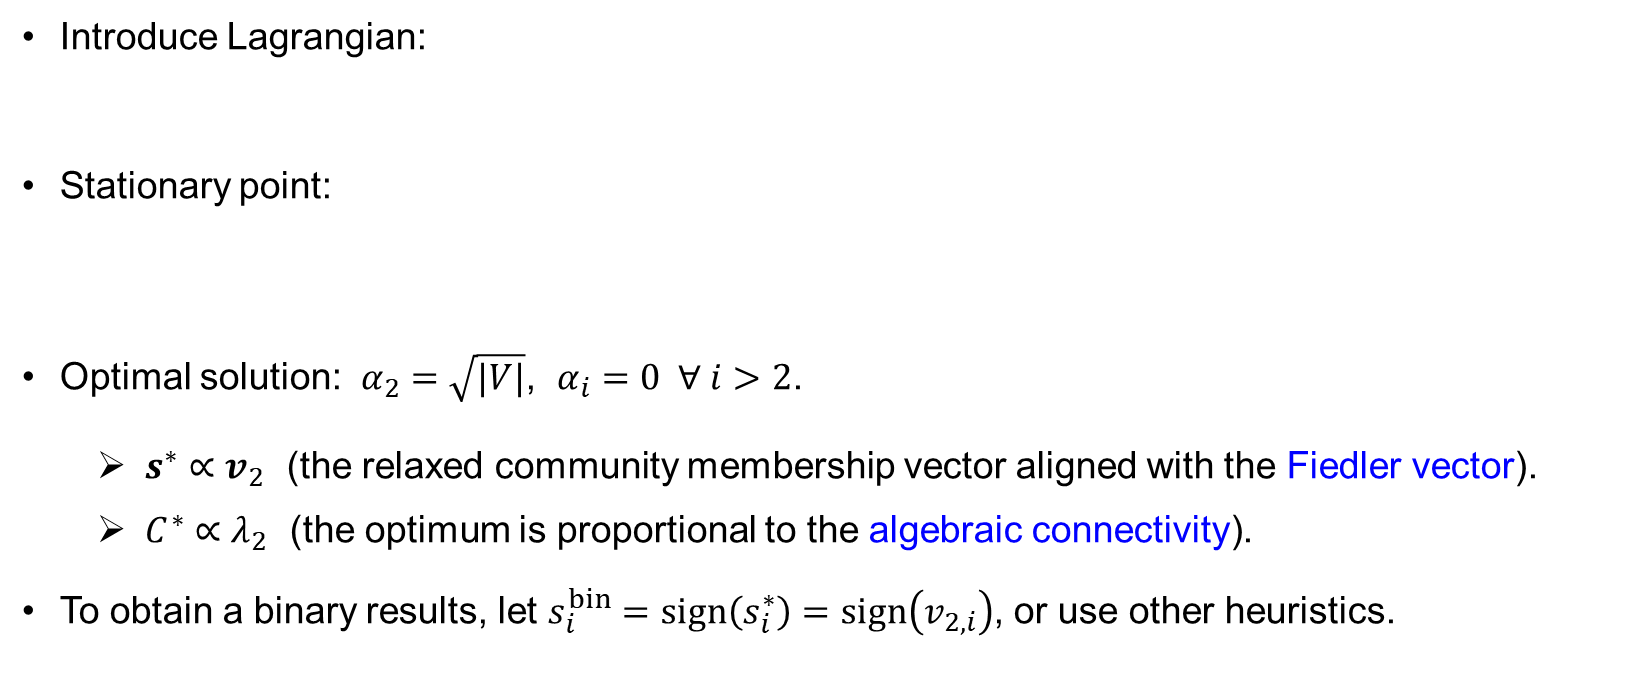 • Introduce Lagrangian:
• Stationary point:
• Optimal solution: α₂ = √|V|, αᵢ = 0 ∀ i > 2.
➢ s* ∝ v₂ (the relaxed community membership vector aligned with the Fiedler vector).
➢ C* ∝ λ₂ (the optimum is proportional to the algebraic connectivity).
• To obtain a binary results, let sᵢ^bin = sign(sᵢ*) = sign(v₂,ᵢ), or use other heuristics.